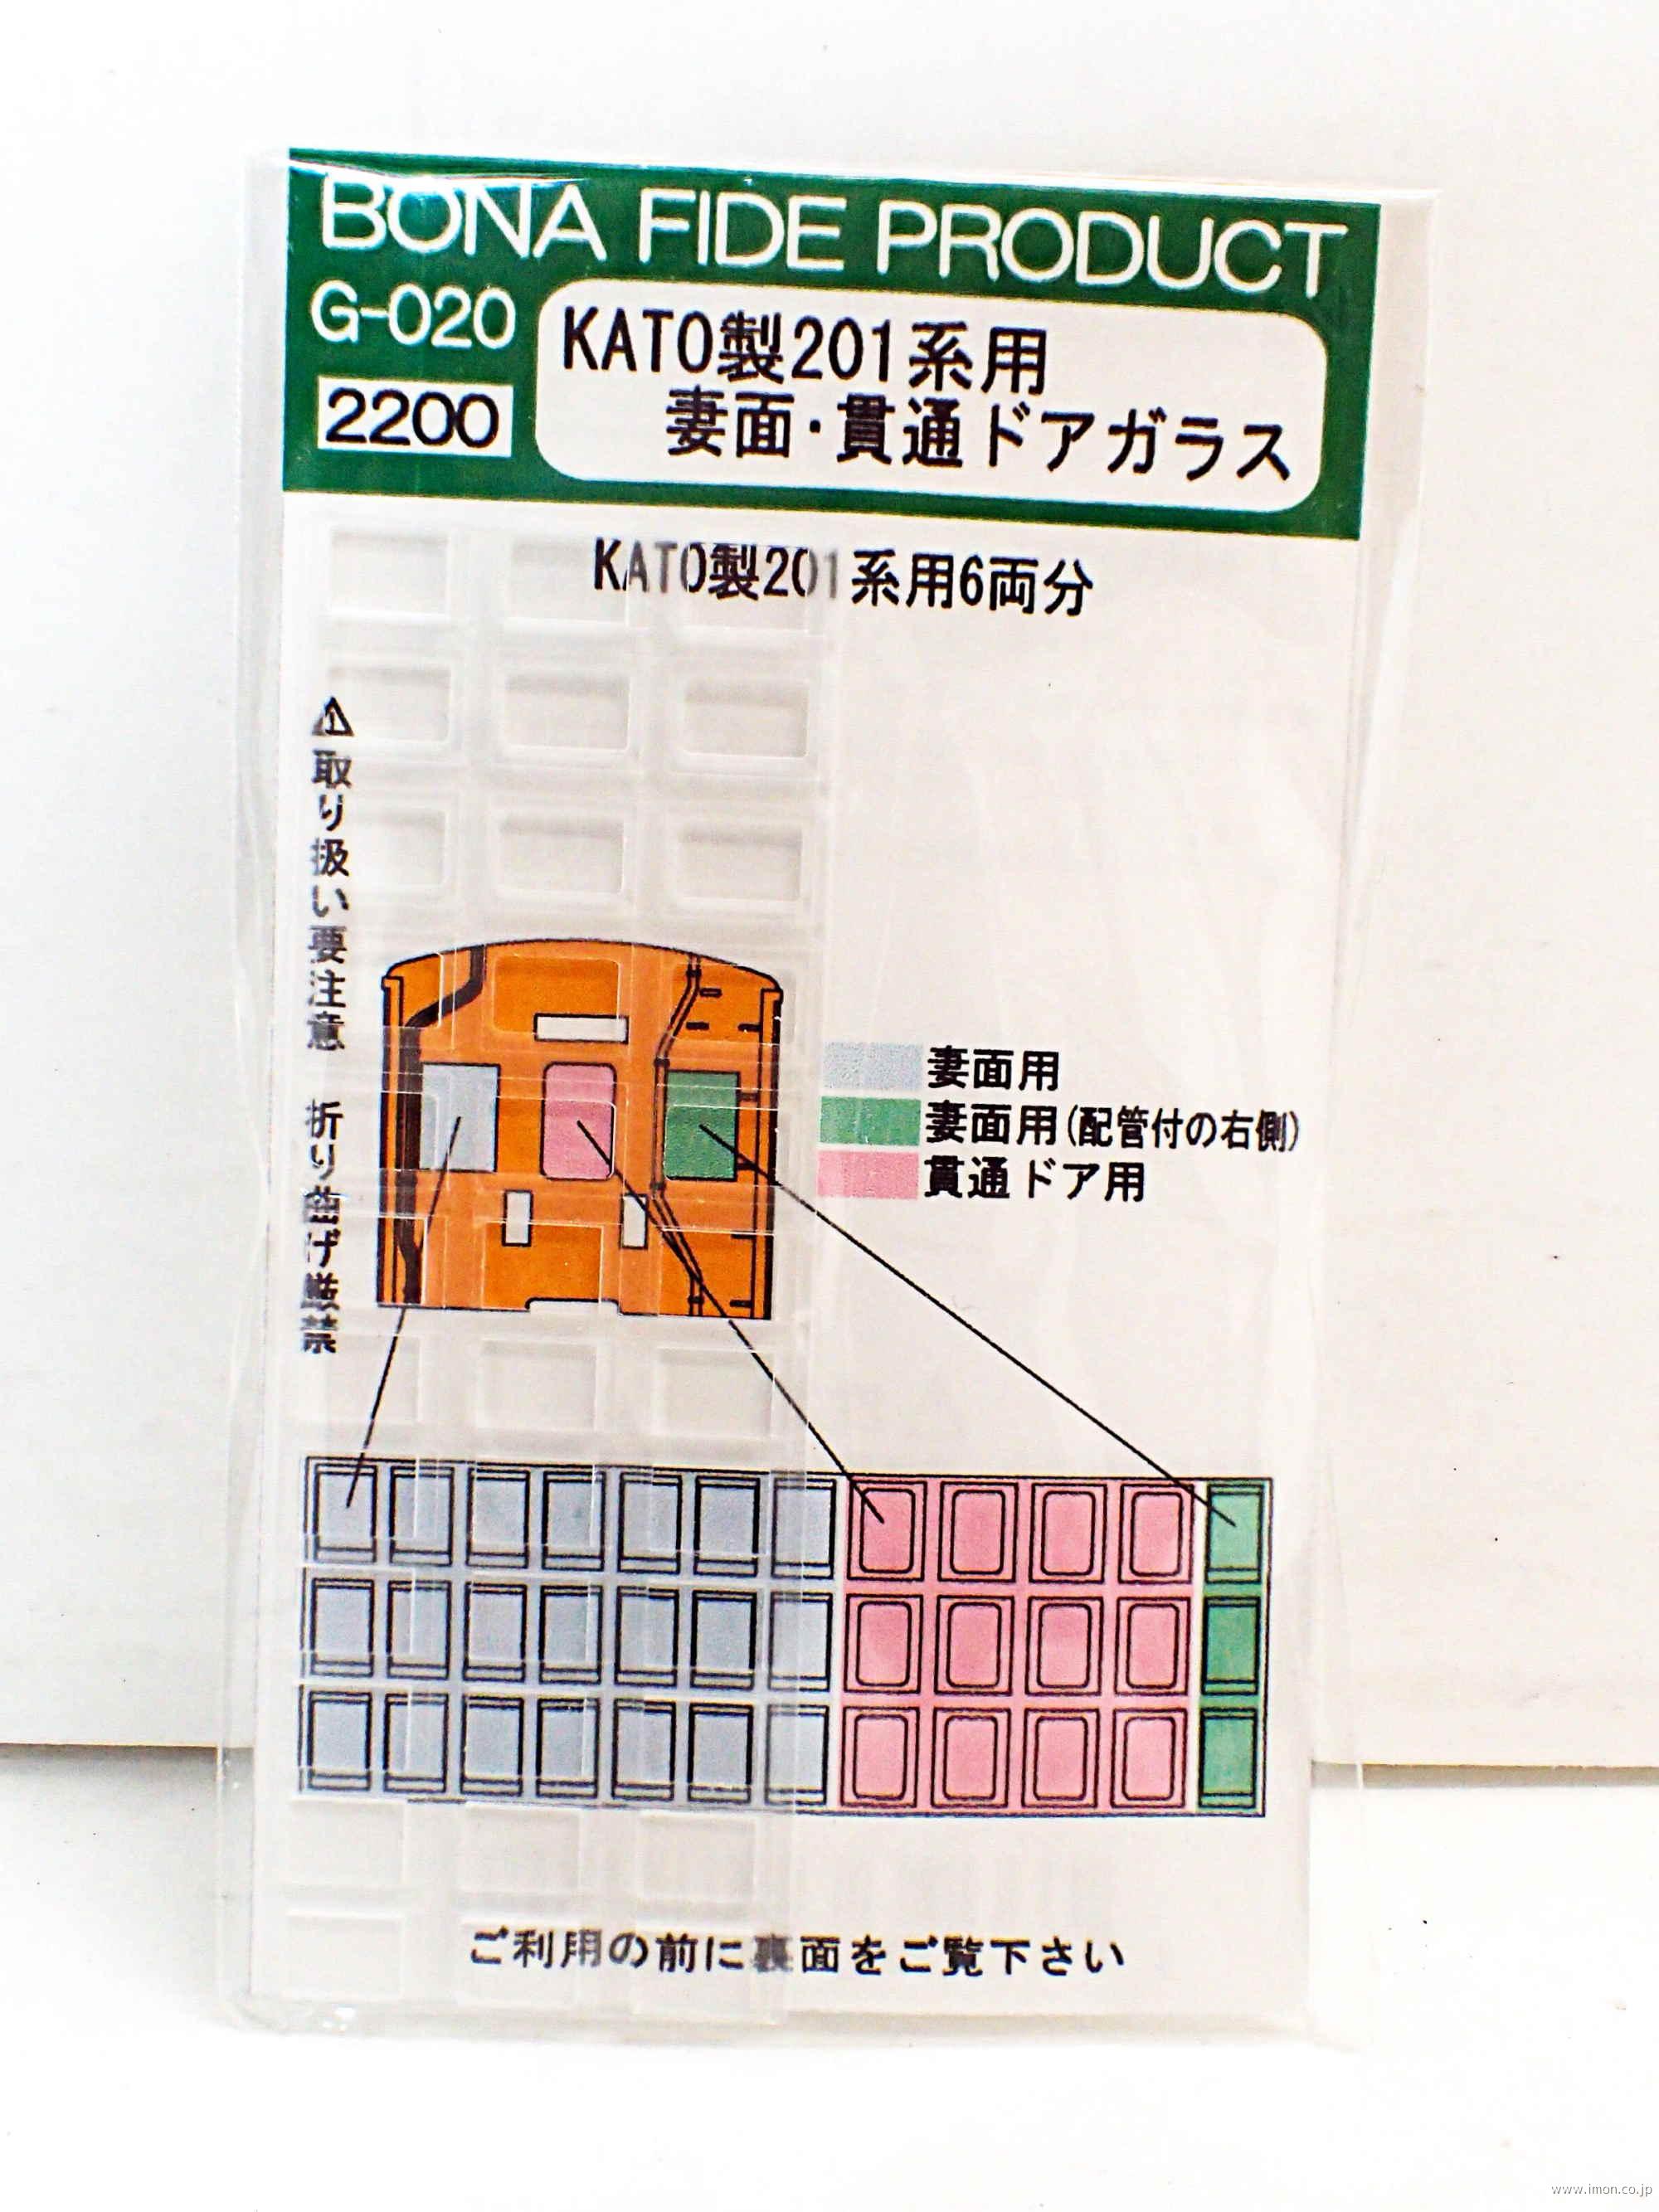 BONA FIDE PRODUCT
G-020
2200
KATO製201系用
妻面・貫通ドアガラス
KATO製201系用6両分
⚠取り扱い要注意 折り曲げ厳禁
妻面用
妻面用(配管付の右側)
貫通ドア用
ご利用の前に裏面をご覧下さい
www.imon.co.jp